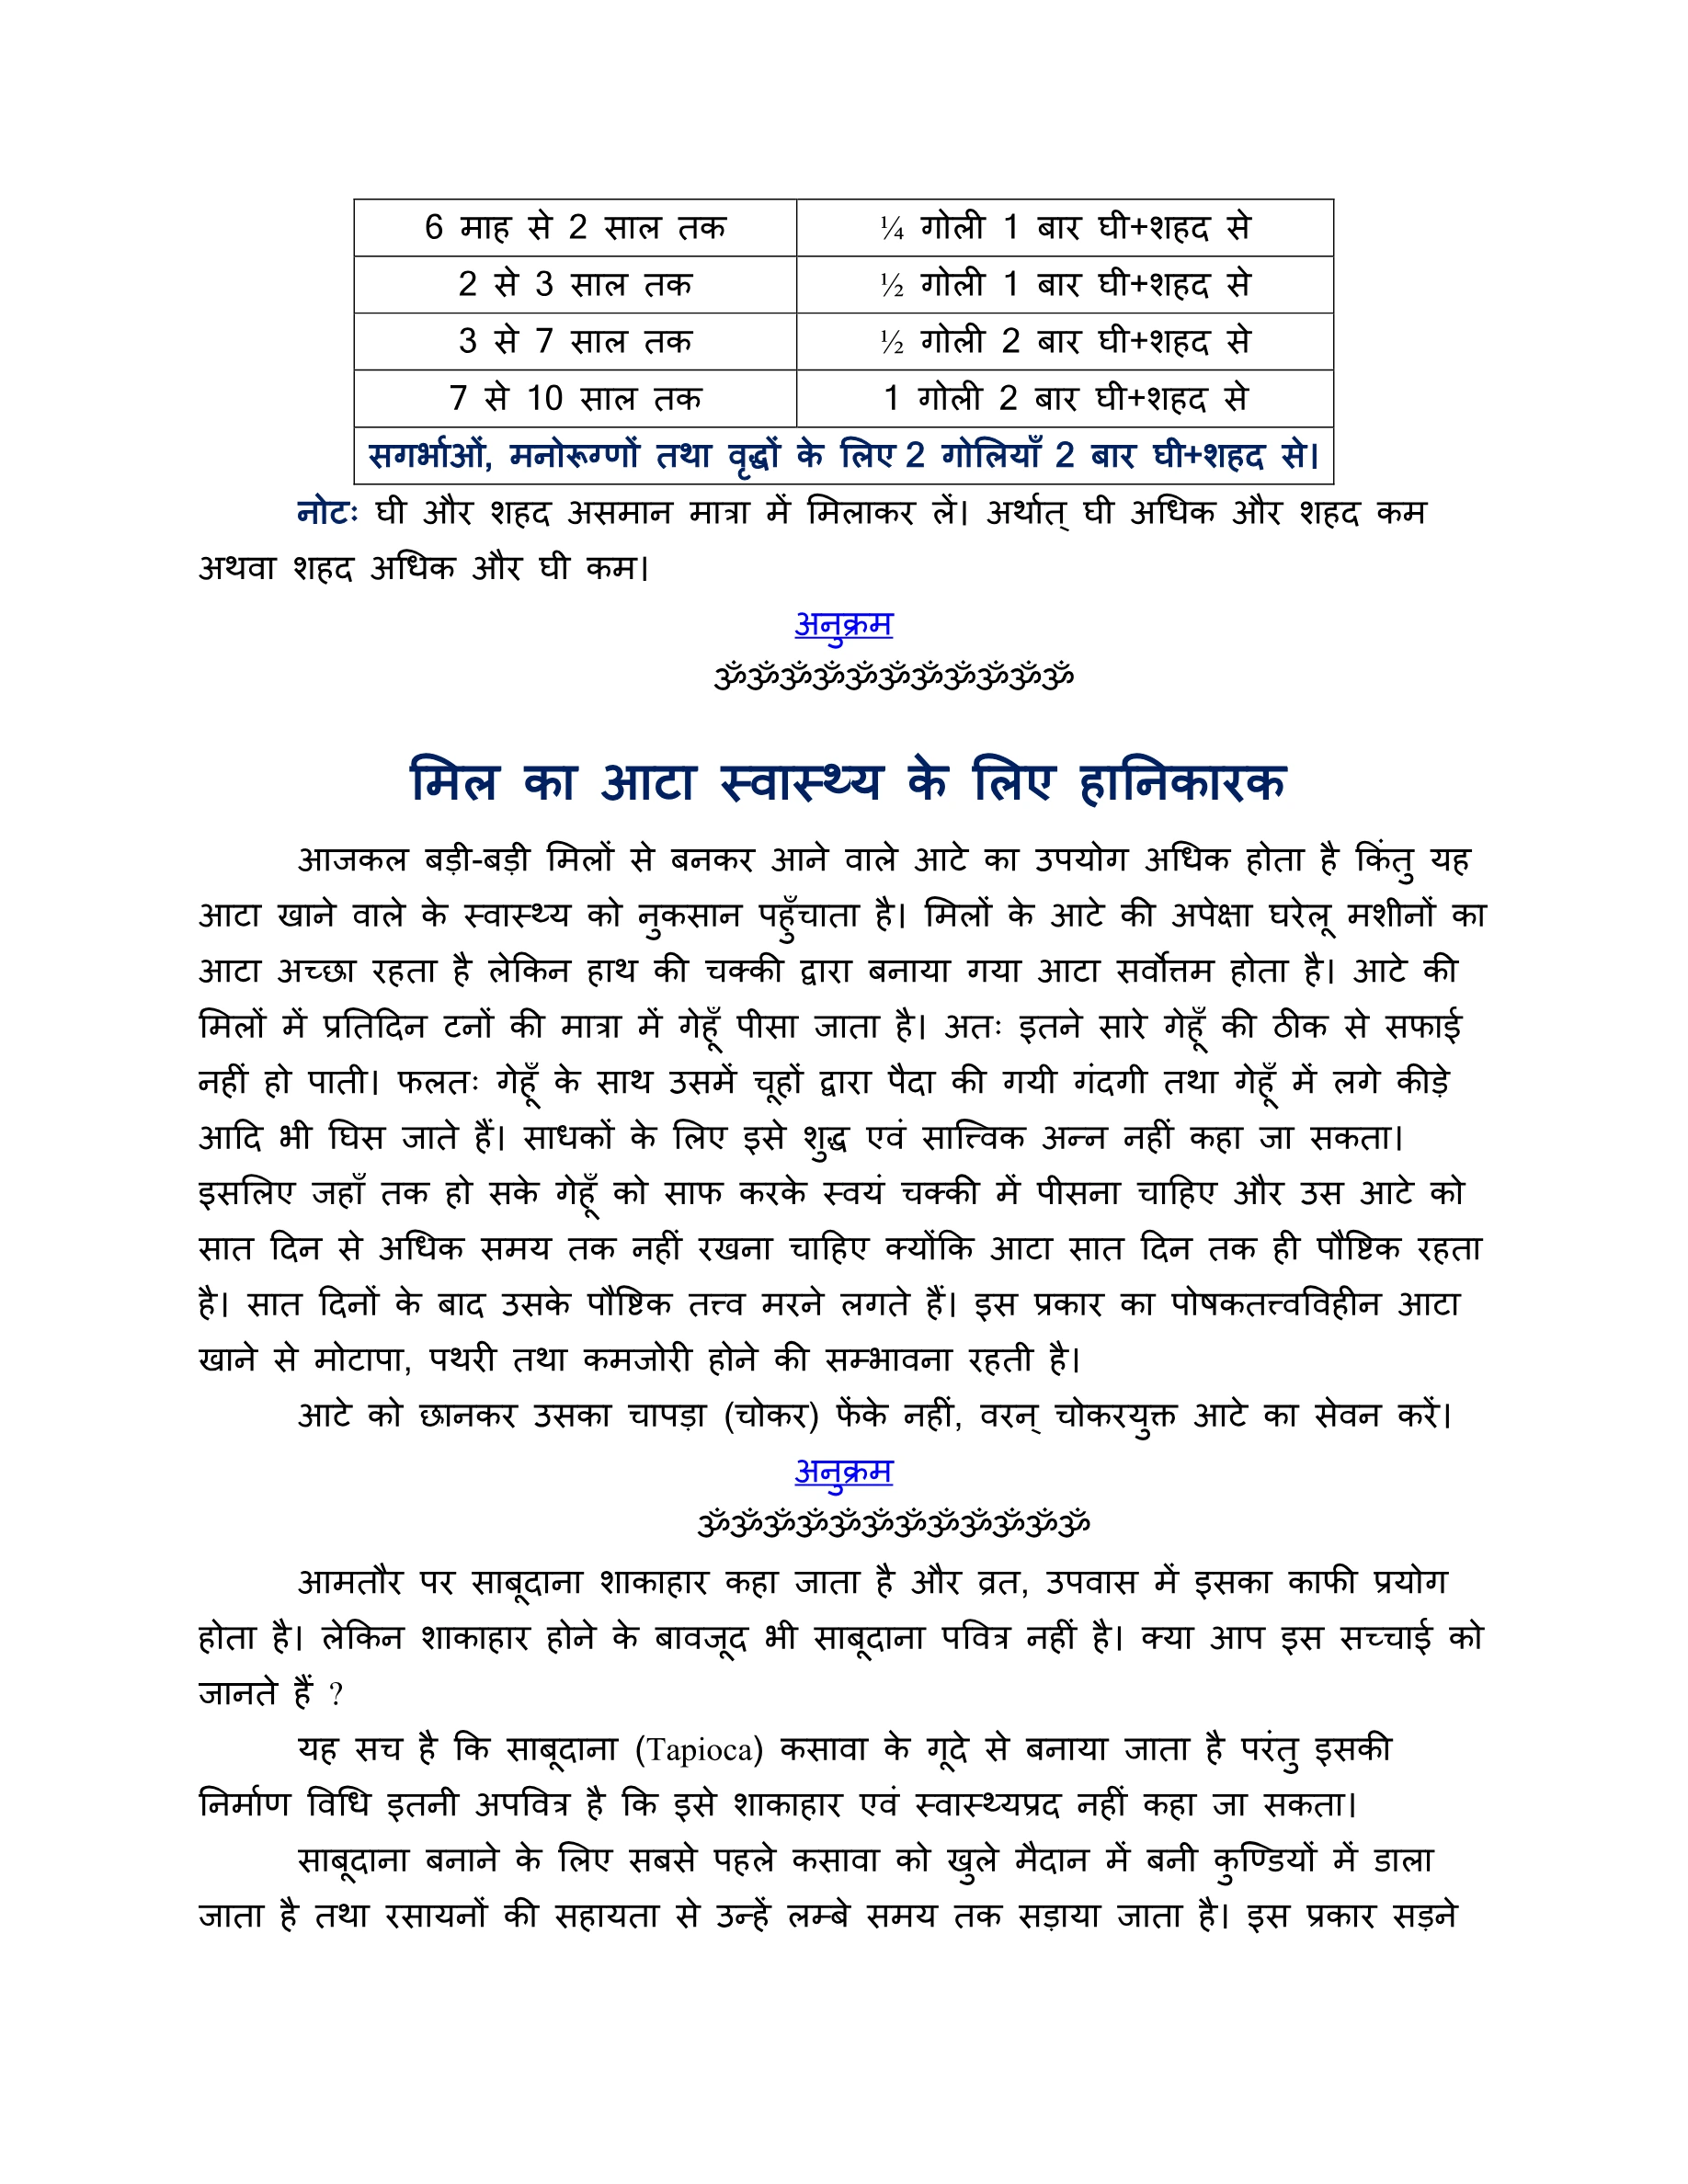 6 माह से 2 साल तक ¼ गोली 1 बार घी+शहद से
2 से 3 साल तक ½ गोली 1 बार घी+शहद से
3 से 7 साल तक ½ गोली 2 बार घी+शहद से
7 से 10 साल तक 1 गोली 2 बार घी+शहद से
सगर्भाओं, मनोरूग्णों तथा वृद्धों के लिए 2 गोलियाँ 2 बार घी+शहद से।
नोटः घी और शहद असमान मात्रा में मिलाकर लें। अर्थात् घी अधिक और शहद कम
अथवा शहद अधिक और घी कम।
अनुक्रम
ॐॐॐॐॐॐॐॐॐॐॐ
मिल का आटा स्वास्थ्य के लिए हानिकारक
आजकल बड़ी-बड़ी मिलों से बनकर आने वाले आटे का उपयोग अधिक होता है किंतु यह
आटा खाने वाले के स्वास्थ्य को नुकसान पहुँचाता है। मिलों के आटे की अपेक्षा घरेलू मशीनों का
आटा अच्छा रहता है लेकिन हाथ की चक्की द्वारा बनाया गया आटा सर्वोत्तम होता है। आटे की
मिलों में प्रतिदिन टनों की मात्रा में गेहूँ पीसा जाता है। अतः इतने सारे गेहूँ की ठीक से सफाई
नहीं हो पाती। फलतः गेहूँ के साथ उसमें चूहों द्वारा पैदा की गयी गंदगी तथा गेहूँ में लगे कीड़े
आदि भी घिस जाते हैं। साधकों के लिए इसे शुद्ध एवं सात्त्विक अन्न नहीं कहा जा सकता।
इसलिए जहाँ तक हो सके गेहूँ को साफ करके स्वयं चक्की में पीसना चाहिए और उस आटे को
सात दिन से अधिक समय तक नहीं रखना चाहिए क्योंकि आटा सात दिन तक ही पौष्टिक रहता
है। सात दिनों के बाद उसके पौष्टिक तत्त्व मरने लगते हैं। इस प्रकार का पोषकतत्त्वविहीन आटा
खाने से मोटापा, पथरी तथा कमजोरी होने की सम्भावना रहती है।
आटे को छानकर उसका चापड़ा (चोकर) फेंके नहीं, वरन् चोकरयुक्त आटे का सेवन करें।
अनुक्रम
ॐॐॐॐॐॐॐॐॐॐॐॐ
आमतौर पर साबूदाना शाकाहार कहा जाता है और व्रत, उपवास में इसका काफी प्रयोग
होता है। लेकिन शाकाहार होने के बावजूद भी साबूदाना पवित्र नहीं है। क्या आप इस सच्चाई को
जानते हैं ?
यह सच है कि साबूदाना (Tapioca) कसावा के गूदे से बनाया जाता है परंतु इसकी
निर्माण विधि इतनी अपवित्र है कि इसे शाकाहार एवं स्वास्थ्यप्रद नहीं कहा जा सकता।
साबूदाना बनाने के लिए सबसे पहले कसावा को खुले मैदान में बनी कुण्डियों में डाला
जाता है तथा रसायनों की सहायता से उन्हें लम्बे समय तक सड़ाया जाता है। इस प्रकार सड़ने